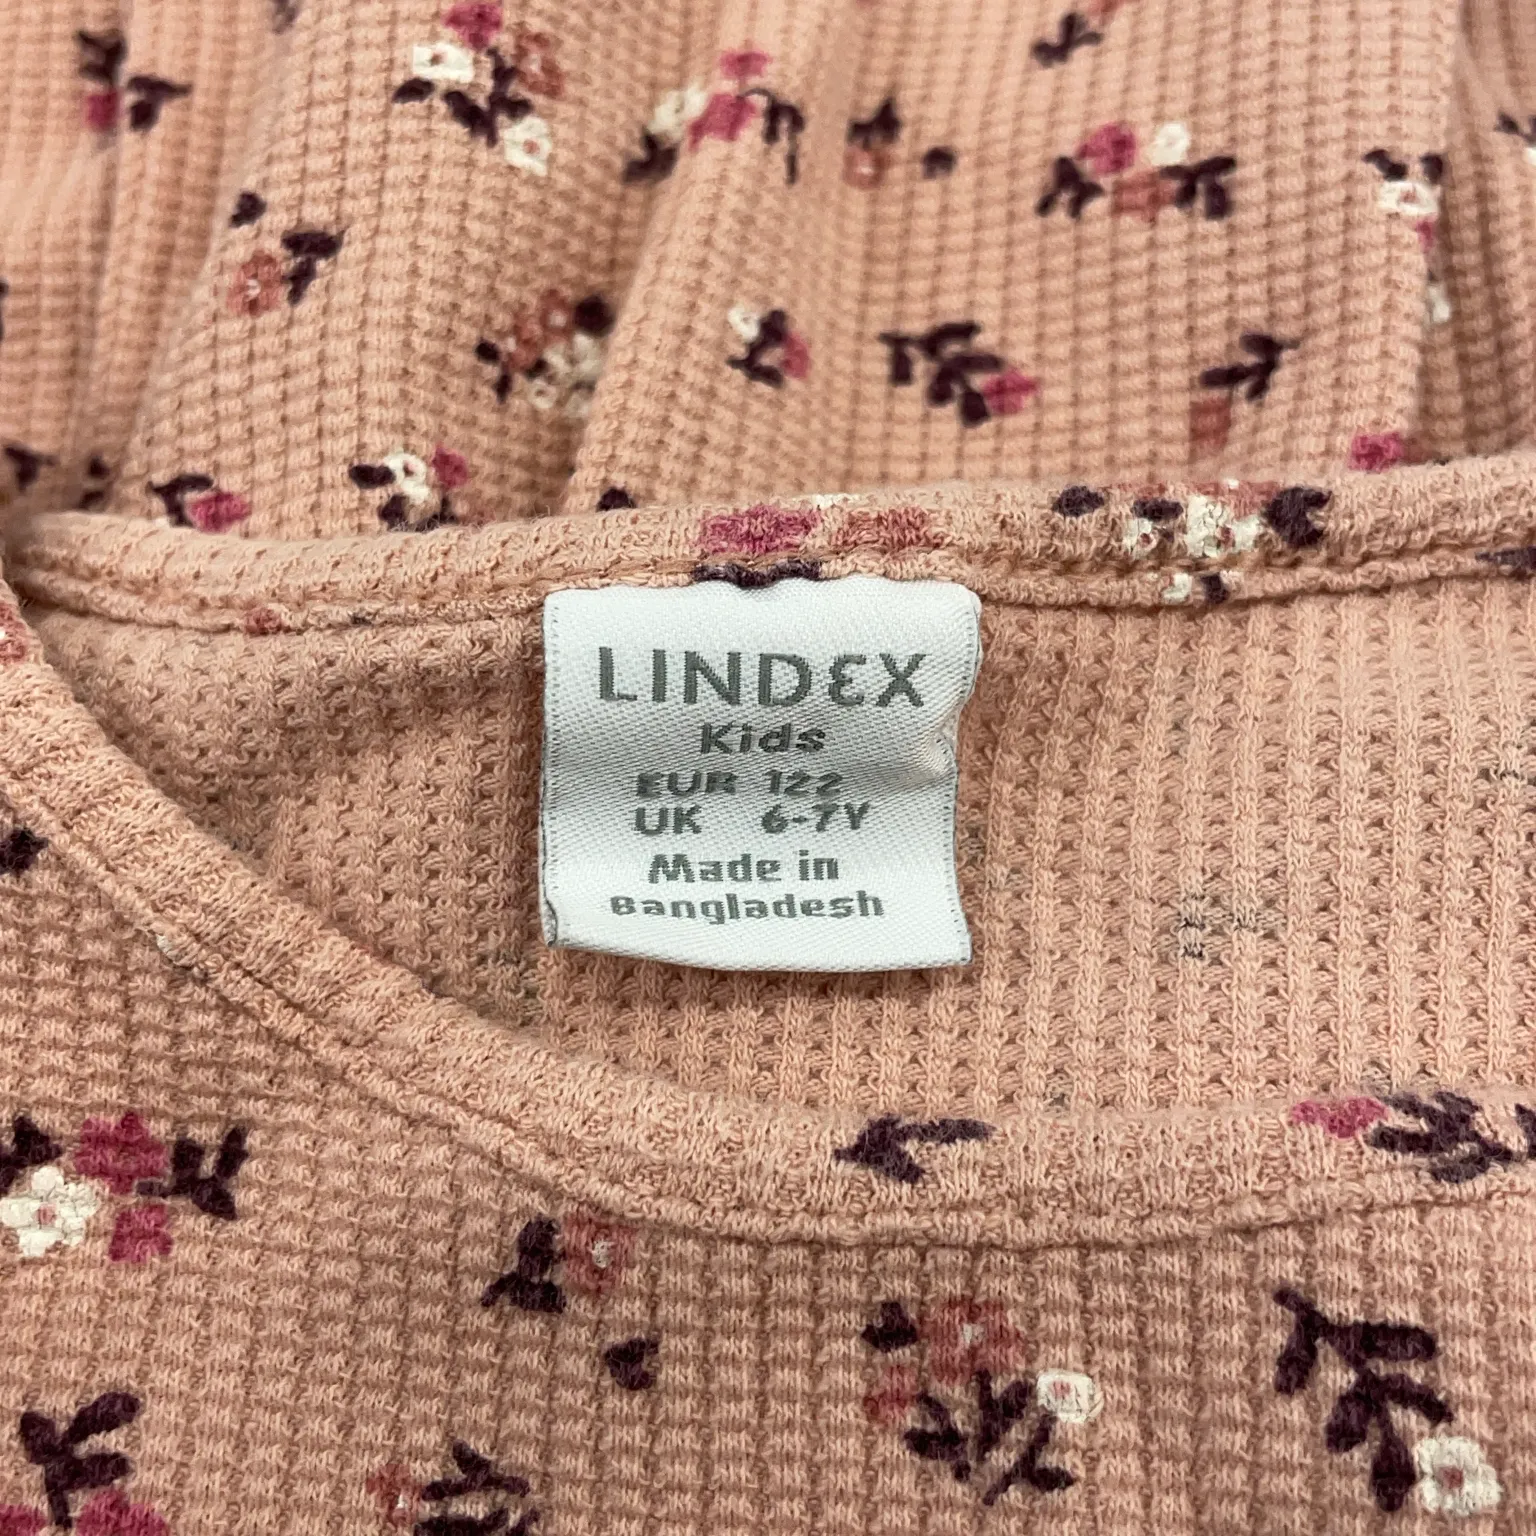 LINDEX
Kids
EUR 122
UK 6-7Y
Made in
Bangladesh